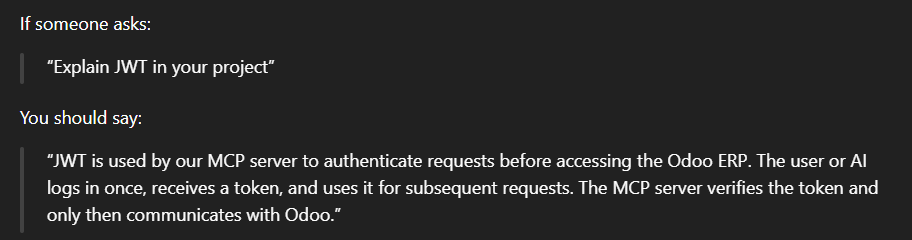 If someone asks:
“Explain JWT in your project”
You should say:
“JWT is used by our MCP server to authenticate requests before accessing the Odoo ERP. The user or AI
logs in once, receives a token, and uses it for subsequent requests. The MCP server verifies the token and
only then communicates with Odoo.”